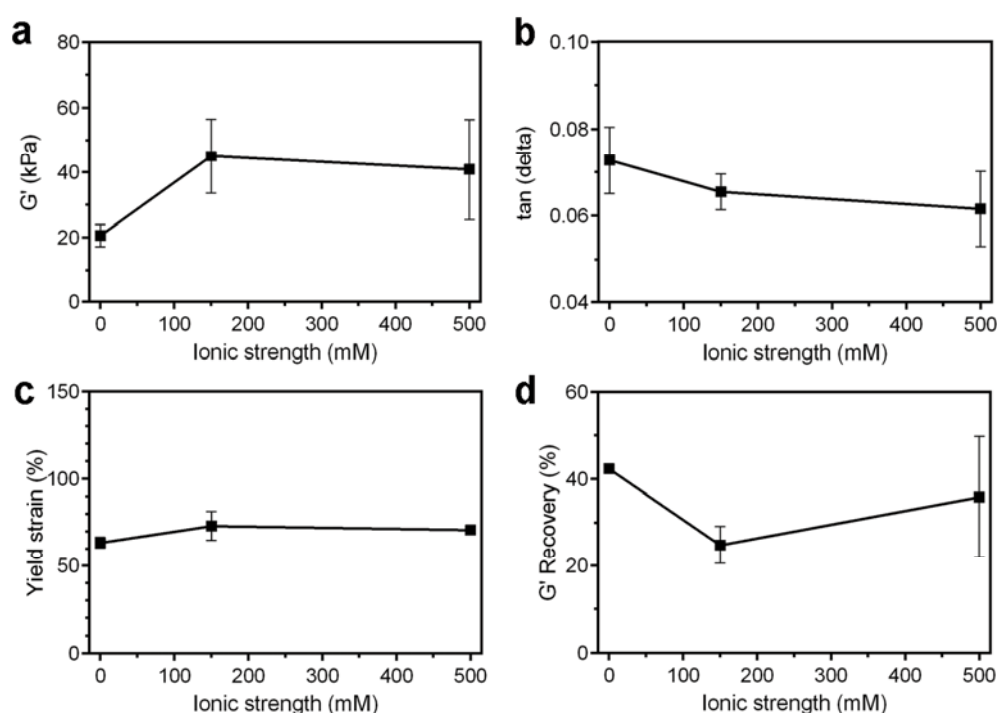 a
80
60
40
20
0
G' (kPa)
0 100 200 300 400 500
Ionic strength (mM)
b
0.10
0.08
0.06
0.04
tan (delta)
0 100 200 300 400 500
Ionic strength (mM)
c
150
100
50
0
Yield strain (%)
0 100 200 300 400 500
Ionic strength (mM)
d
60
40
20
0
G' Recovery (%)
0 100 200 300 400 500
Ionic strength (mM)